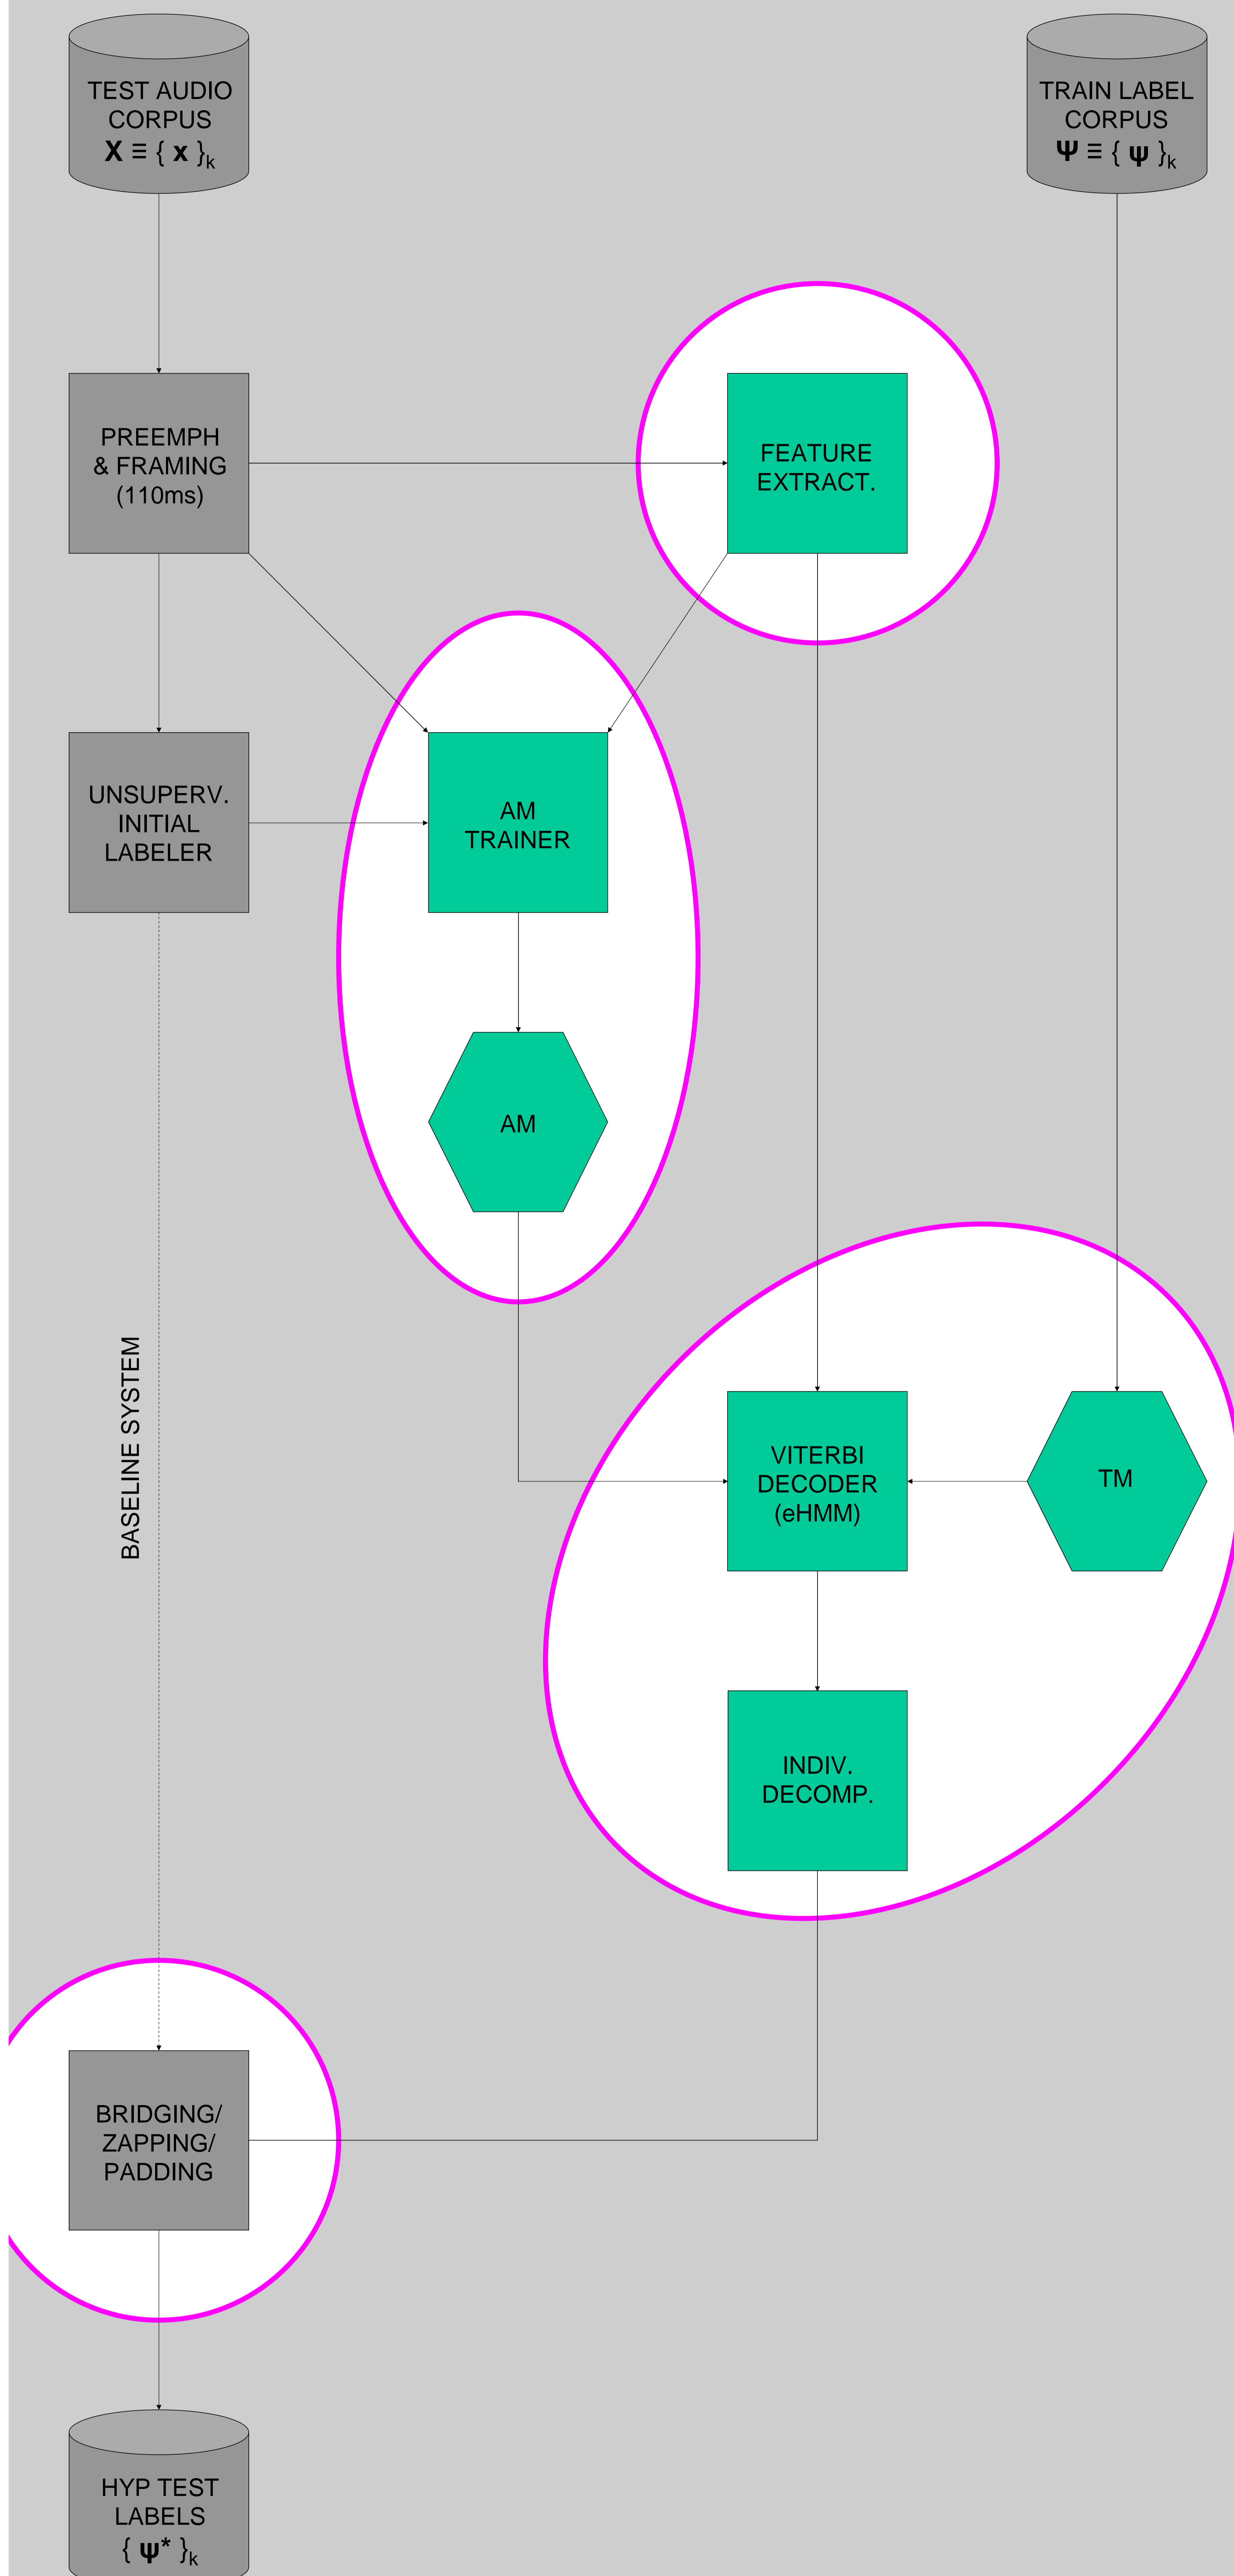 TEST AUDIO
CORPUS
X ≡ { x }k
TRAIN LABEL
CORPUS
Ψ ≡ { ψ }k
PREEMPH
& FRAMING
(110ms)
FEATURE
EXTRACT.
UNSUPERV.
INITIAL
LABELER
AM
TRAINER
AM
BASELINE SYSTEM
VITERBI
DECODER
(eHMM)
TM
INDIV.
DECOMP.
BRIDGING/
ZAPPING/
PADDING
HYP TEST
LABELS
{ ψ* }k